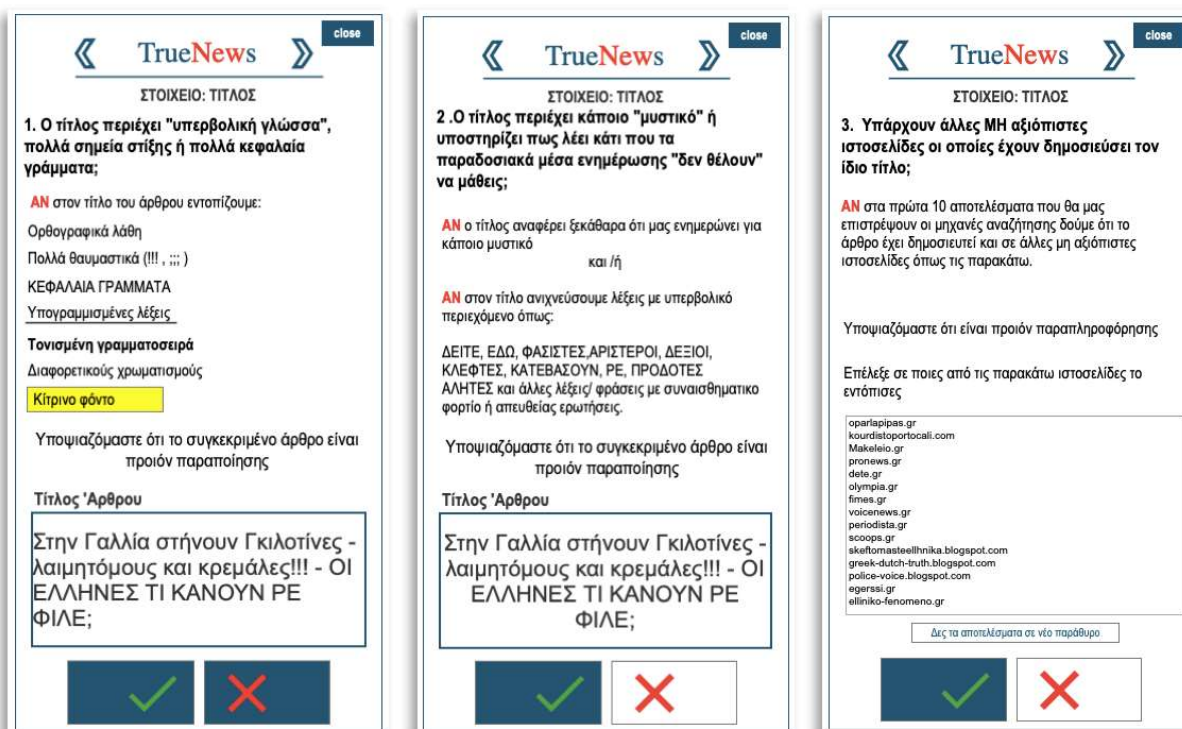 close
TrueNews
ΣΤΟΙΧΕΙΟ: ΤΙΤΛΟΣ
1. Ο τίτλος περιέχει "υπερβολική γλώσσα",
πολλά σημεία στίξης ή πολλά κεφαλαία
γράμματα;
ΑΝ στον τίτλο του άρθρου εντοπίζουμε:
Ορθογραφικά λάθη
Πολλά θαυμαστικά (!!! , ;;; )
ΚΕΦΑΛΑΙΑ ΓΡΑΜΜΑΤΑ
Υπογραμμισμένες λέξεις
Τονισμένη γραμματοσειρά
Διαφορετικούς χρωματισμούς
Κίτρινο φόντο
Υποψιαζόμαστε ότι το συγκεκριμένο άρθρο είναι
προιόν παραποίησης
Τίτλος 'Αρθρου
Στην Γαλλία στήνουν Γκιλοτίνες -
λαιμητόμους και κρεμάλες!!! - ΟΙ
ΕΛΛΗΝΕΣ ΤΙ ΚΑΝΟΥΝ ΡΕ
ΦΙΛΕ;
close
TrueNews
ΣΤΟΙΧΕΙΟ: ΤΙΤΛΟΣ
2 .Ο τίτλος περιέχει κάποιο "μυστικό" ή
υποστηρίζει πως λέει κάτι που τα
παραδοσιακά μέσα ενημέρωσης "δεν θέλουν"
να μάθεις;
ΑΝ ο τίτλος αναφέρει ξεκάθαρα ότι μας ενημερώνει για
κάποιο μυστικό
και /ή
ΑΝ στον τίτλο ανιχνεύσουμε λέξεις με υπερβολικό
περιεχόμενο όπως:
ΔΕΙΤΕ, ΕΔΩ, ΦΑΣΙΣΤΕΣ,ΑΡΙΣΤΕΡΟΙ, ΔΕΞΙΟΙ,
ΚΛΕΦΤΕΣ, ΚΑΤΕΒΑΣΟΥΝ, ΡΕ, ΠΡΟΔΟΤΕΣ
ΑΛΗΤΕΣ και άλλες λέξεις/ φράσεις με συναισθηματικο
φορτίο ή απευθείας ερωτήσεις.
Υποψιαζόμαστε ότι το συγκεκριμένο άρθρο είναι
προιόν παραποίησης
Τίτλος 'Αρθρου
Στην Γαλλία στήνουν Γκιλοτίνες -
λαιμητόμους και κρεμάλες!!! - ΟΙ
ΕΛΛΗΝΕΣ ΤΙ ΚΑΝΟΥΝ ΡΕ
ΦΙΛΕ;
close
TrueNews
ΣΤΟΙΧΕΙΟ: ΤΙΤΛΟΣ
3. Υπάρχουν άλλες ΜΗ αξιόπιστες
ιστοσελίδες οι οποίες έχουν δημοσιεύσει τον
ίδιο τίτλο;
ΑΝ στα πρώτα 10 αποτελέσματα που θα μας
επιστρέψουν οι μηχανές αναζήτησης δούμε ότι το
άρθρο έχει δημοσιευτεί και σε άλλες μη αξιόπιστες
ιστοσελίδες όπως τις παρακάτω.
Υποψιαζόμαστε ότι είναι προιόν παραπληροφόρησης
Επέλεξε σε ποιες από τις παρακάτω ιστοσελίδες το
εντόπισες
oparlapipas.gr
kourdistoportocali.com
Makeleio.gr
pronews.gr
dete.gr
olympia.gr
fimes.gr
voicenews.gr
periodista.gr
scoops.gr
skeftomasteellhnika.blogspot.com
greek-dutch-truth.blogspot.com
police-voice.blogspot.com
egerssi.gr
elliniko-fenomeno.gr
Δες τα αποτελέσματα σε νέο παράθυρο